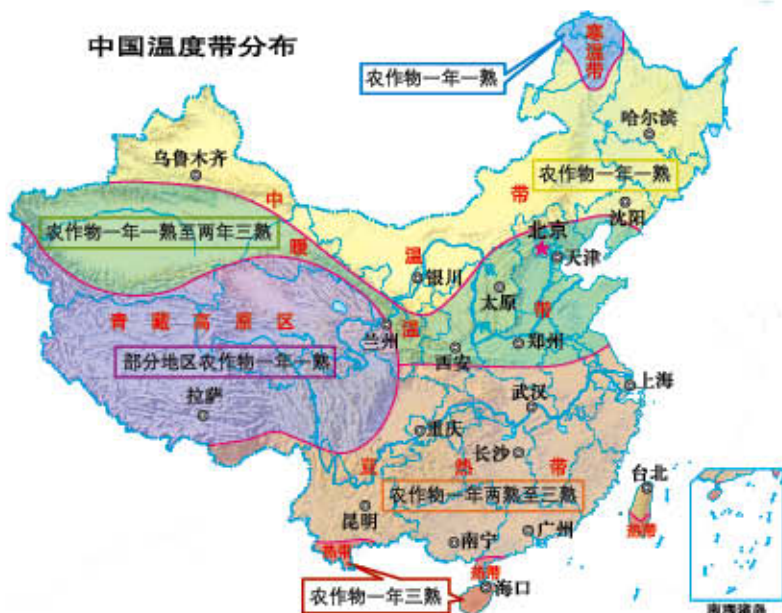 中国温度带分布
寒温带
农作物一年一熟
哈尔滨
乌鲁木齐
农作物一年一熟
中温带
沈阳
农作物一年一熟至两年三熟
北京
天津
暖温带
银川
太原
青藏高原区
兰州
郑州
西安
部分地区农作物一年一熟
上海
武汉
拉萨
重庆
长沙
亚热带
台北
农作物一年两熟至三熟
昆明
广州
南宁
热带
热带
热带
海口
农作物一年三熟